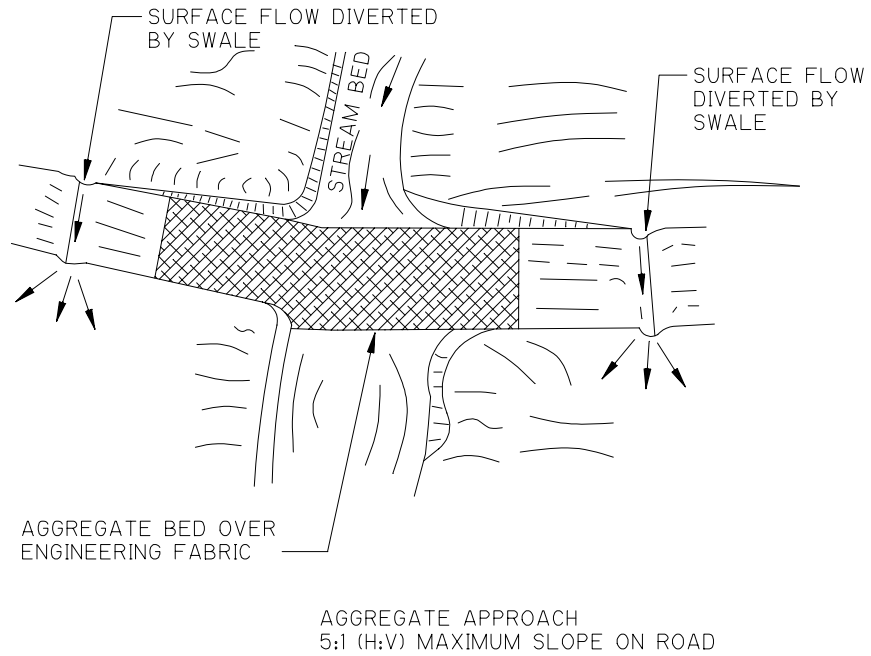 SURFACE FLOW DIVERTED
BY SWALE
SURFACE FLOW
DIVERTED BY
SWALE
STREAM BED
AGGREGATE BED OVER
ENGINEERING FABRIC
AGGREGATE APPROACH
5:1 (H:V) MAXIMUM SLOPE ON ROAD